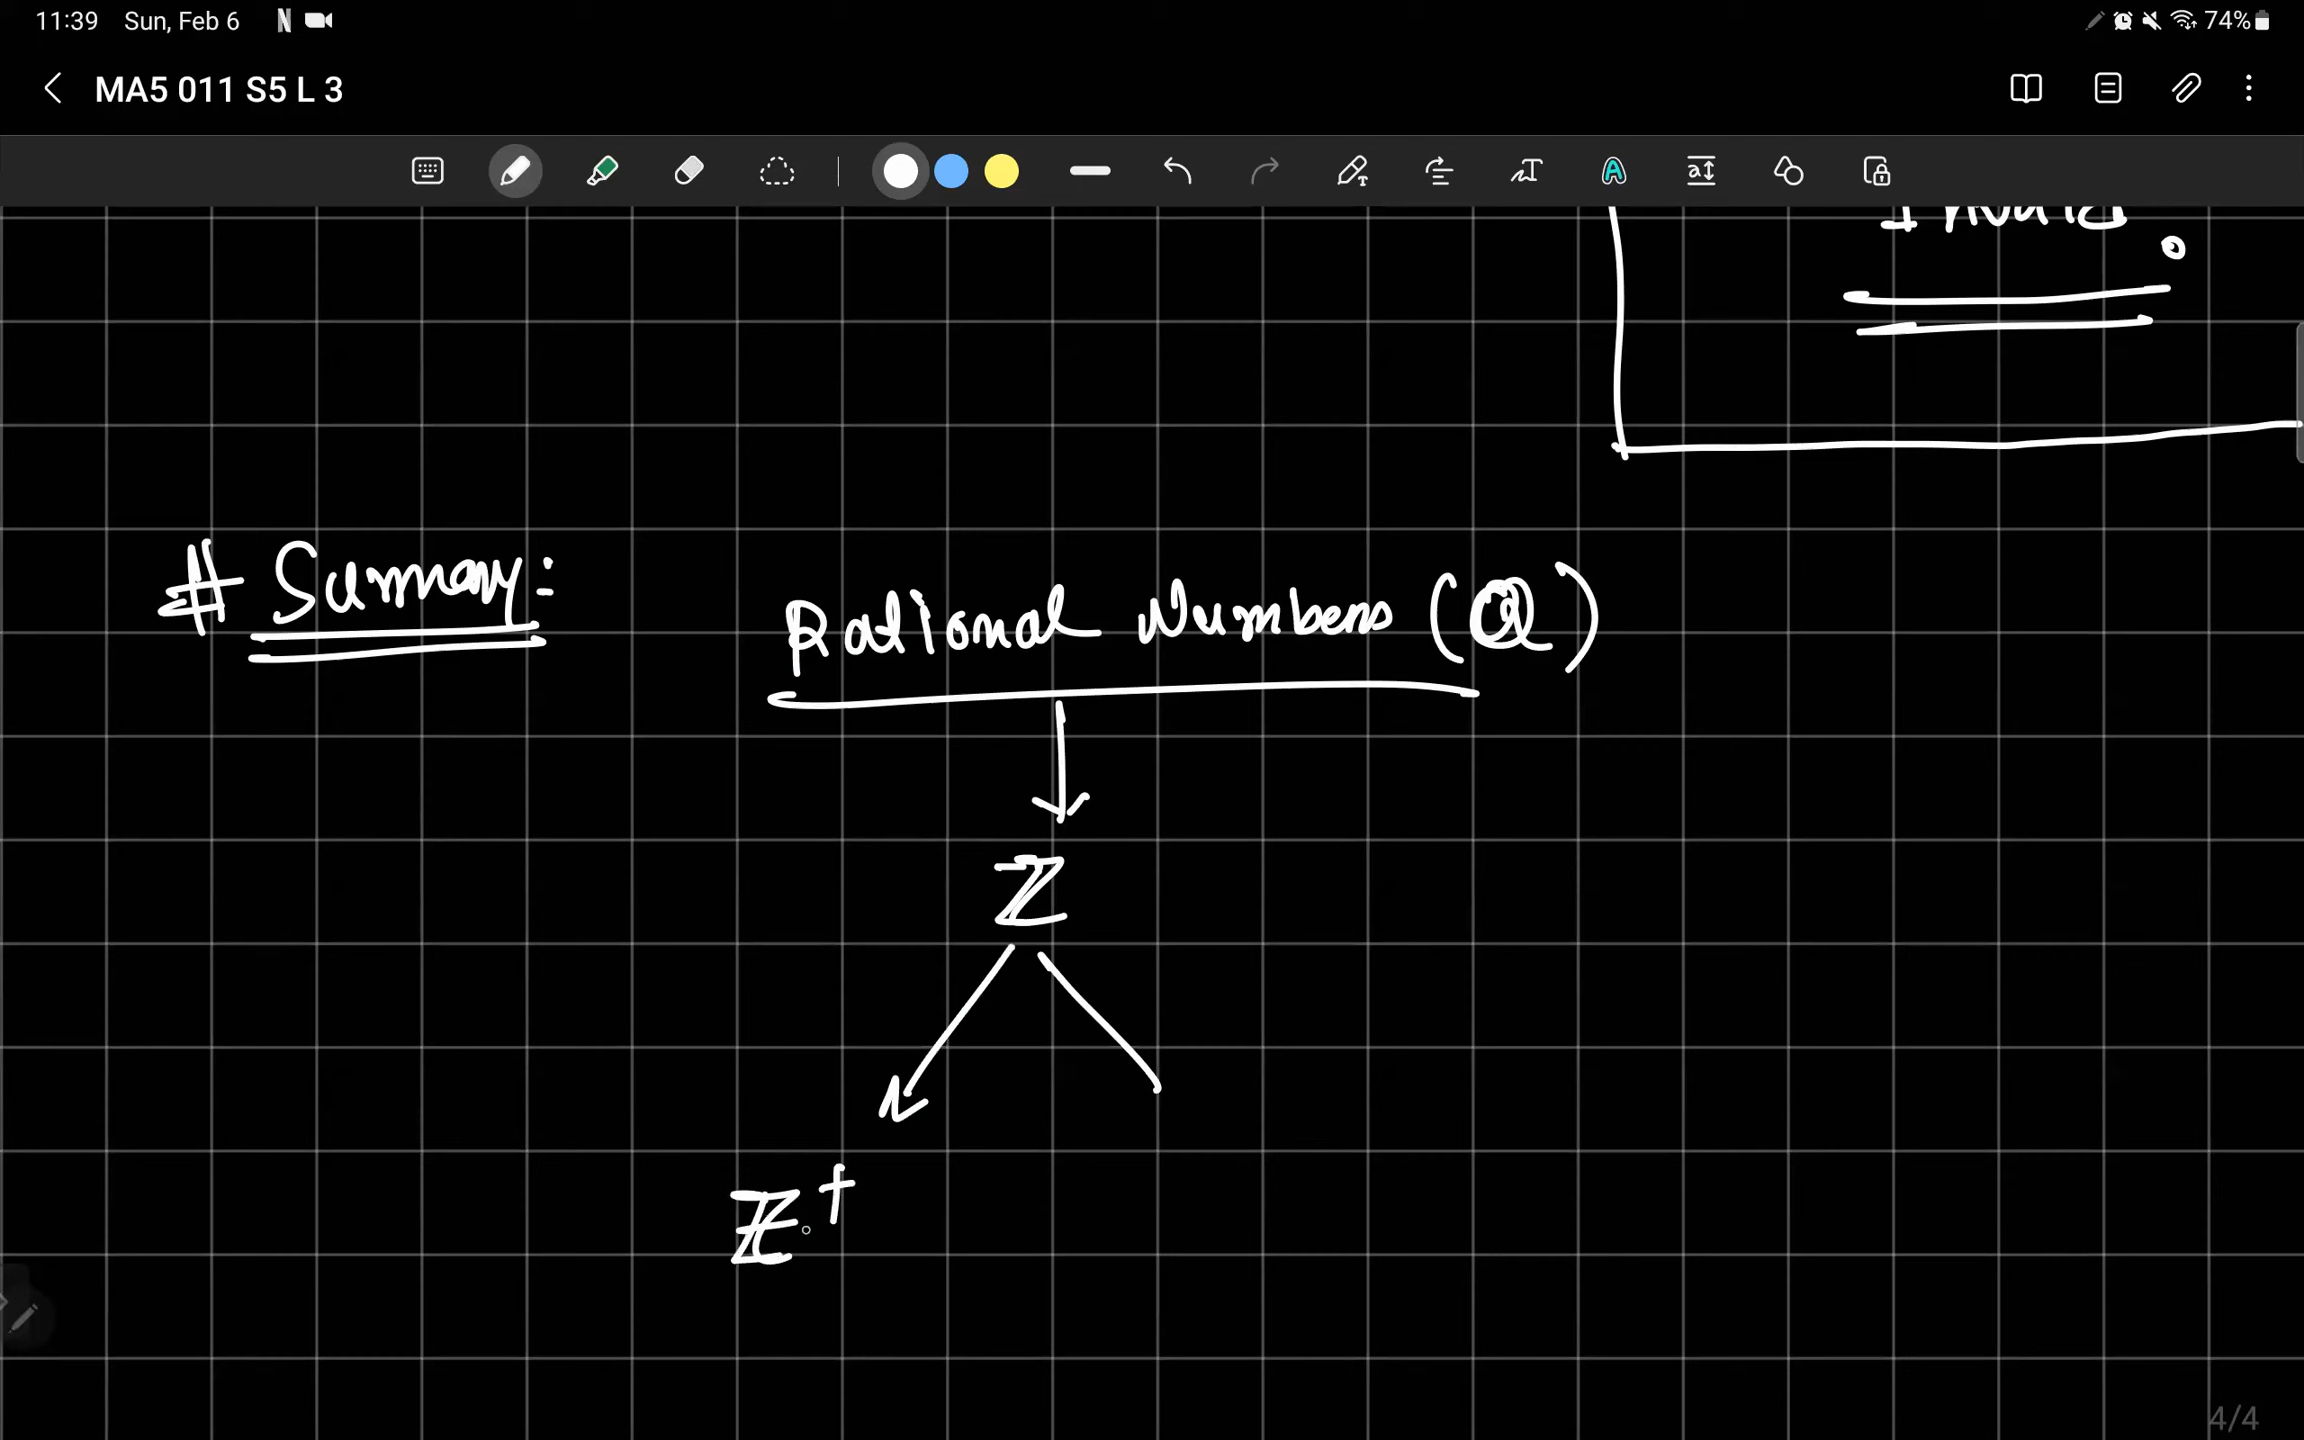 11:39 Sun, Feb 6 N 74%
MA5 011 S5 L 3
# Summary:
Rational Numbers (ℚ)
ℤ
ℤ+
4/4